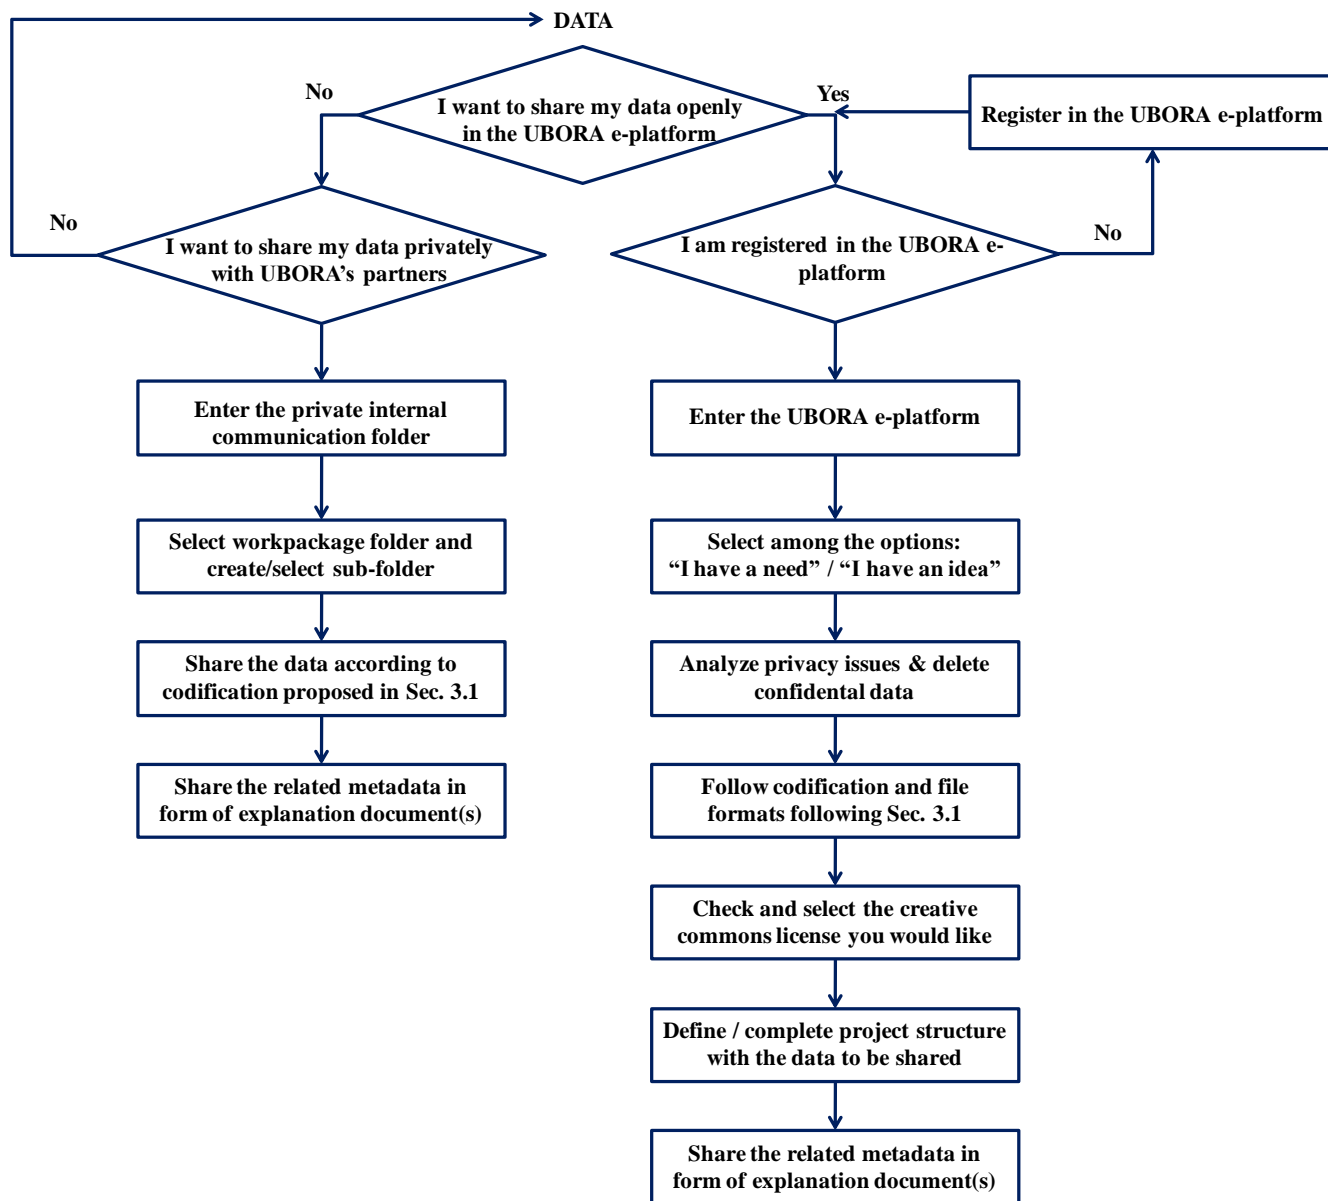 DATA
No
I want to share my data openly
in the UBORA e-platform
Yes
Register in the UBORA e-platform
No
I want to share my data privately
with UBORA’s partners
I am registered in the UBORA e-
platform
No
Enter the private internal
communication folder
Enter the UBORA e-platform
Select workpackage folder and
create/select sub-folder
Select among the options:
“I have a need” / “I have an idea”
Share the data according to
codification proposed in Sec. 3.1
Analyze privacy issues & delete
confidental data
Share the related metadata in
form of explanation document(s)
Follow codification and file
formats following Sec. 3.1
Check and select the creative
commons license you would like
Define / complete project structure
with the data to be shared
Share the related metadata in
form of explanation document(s)